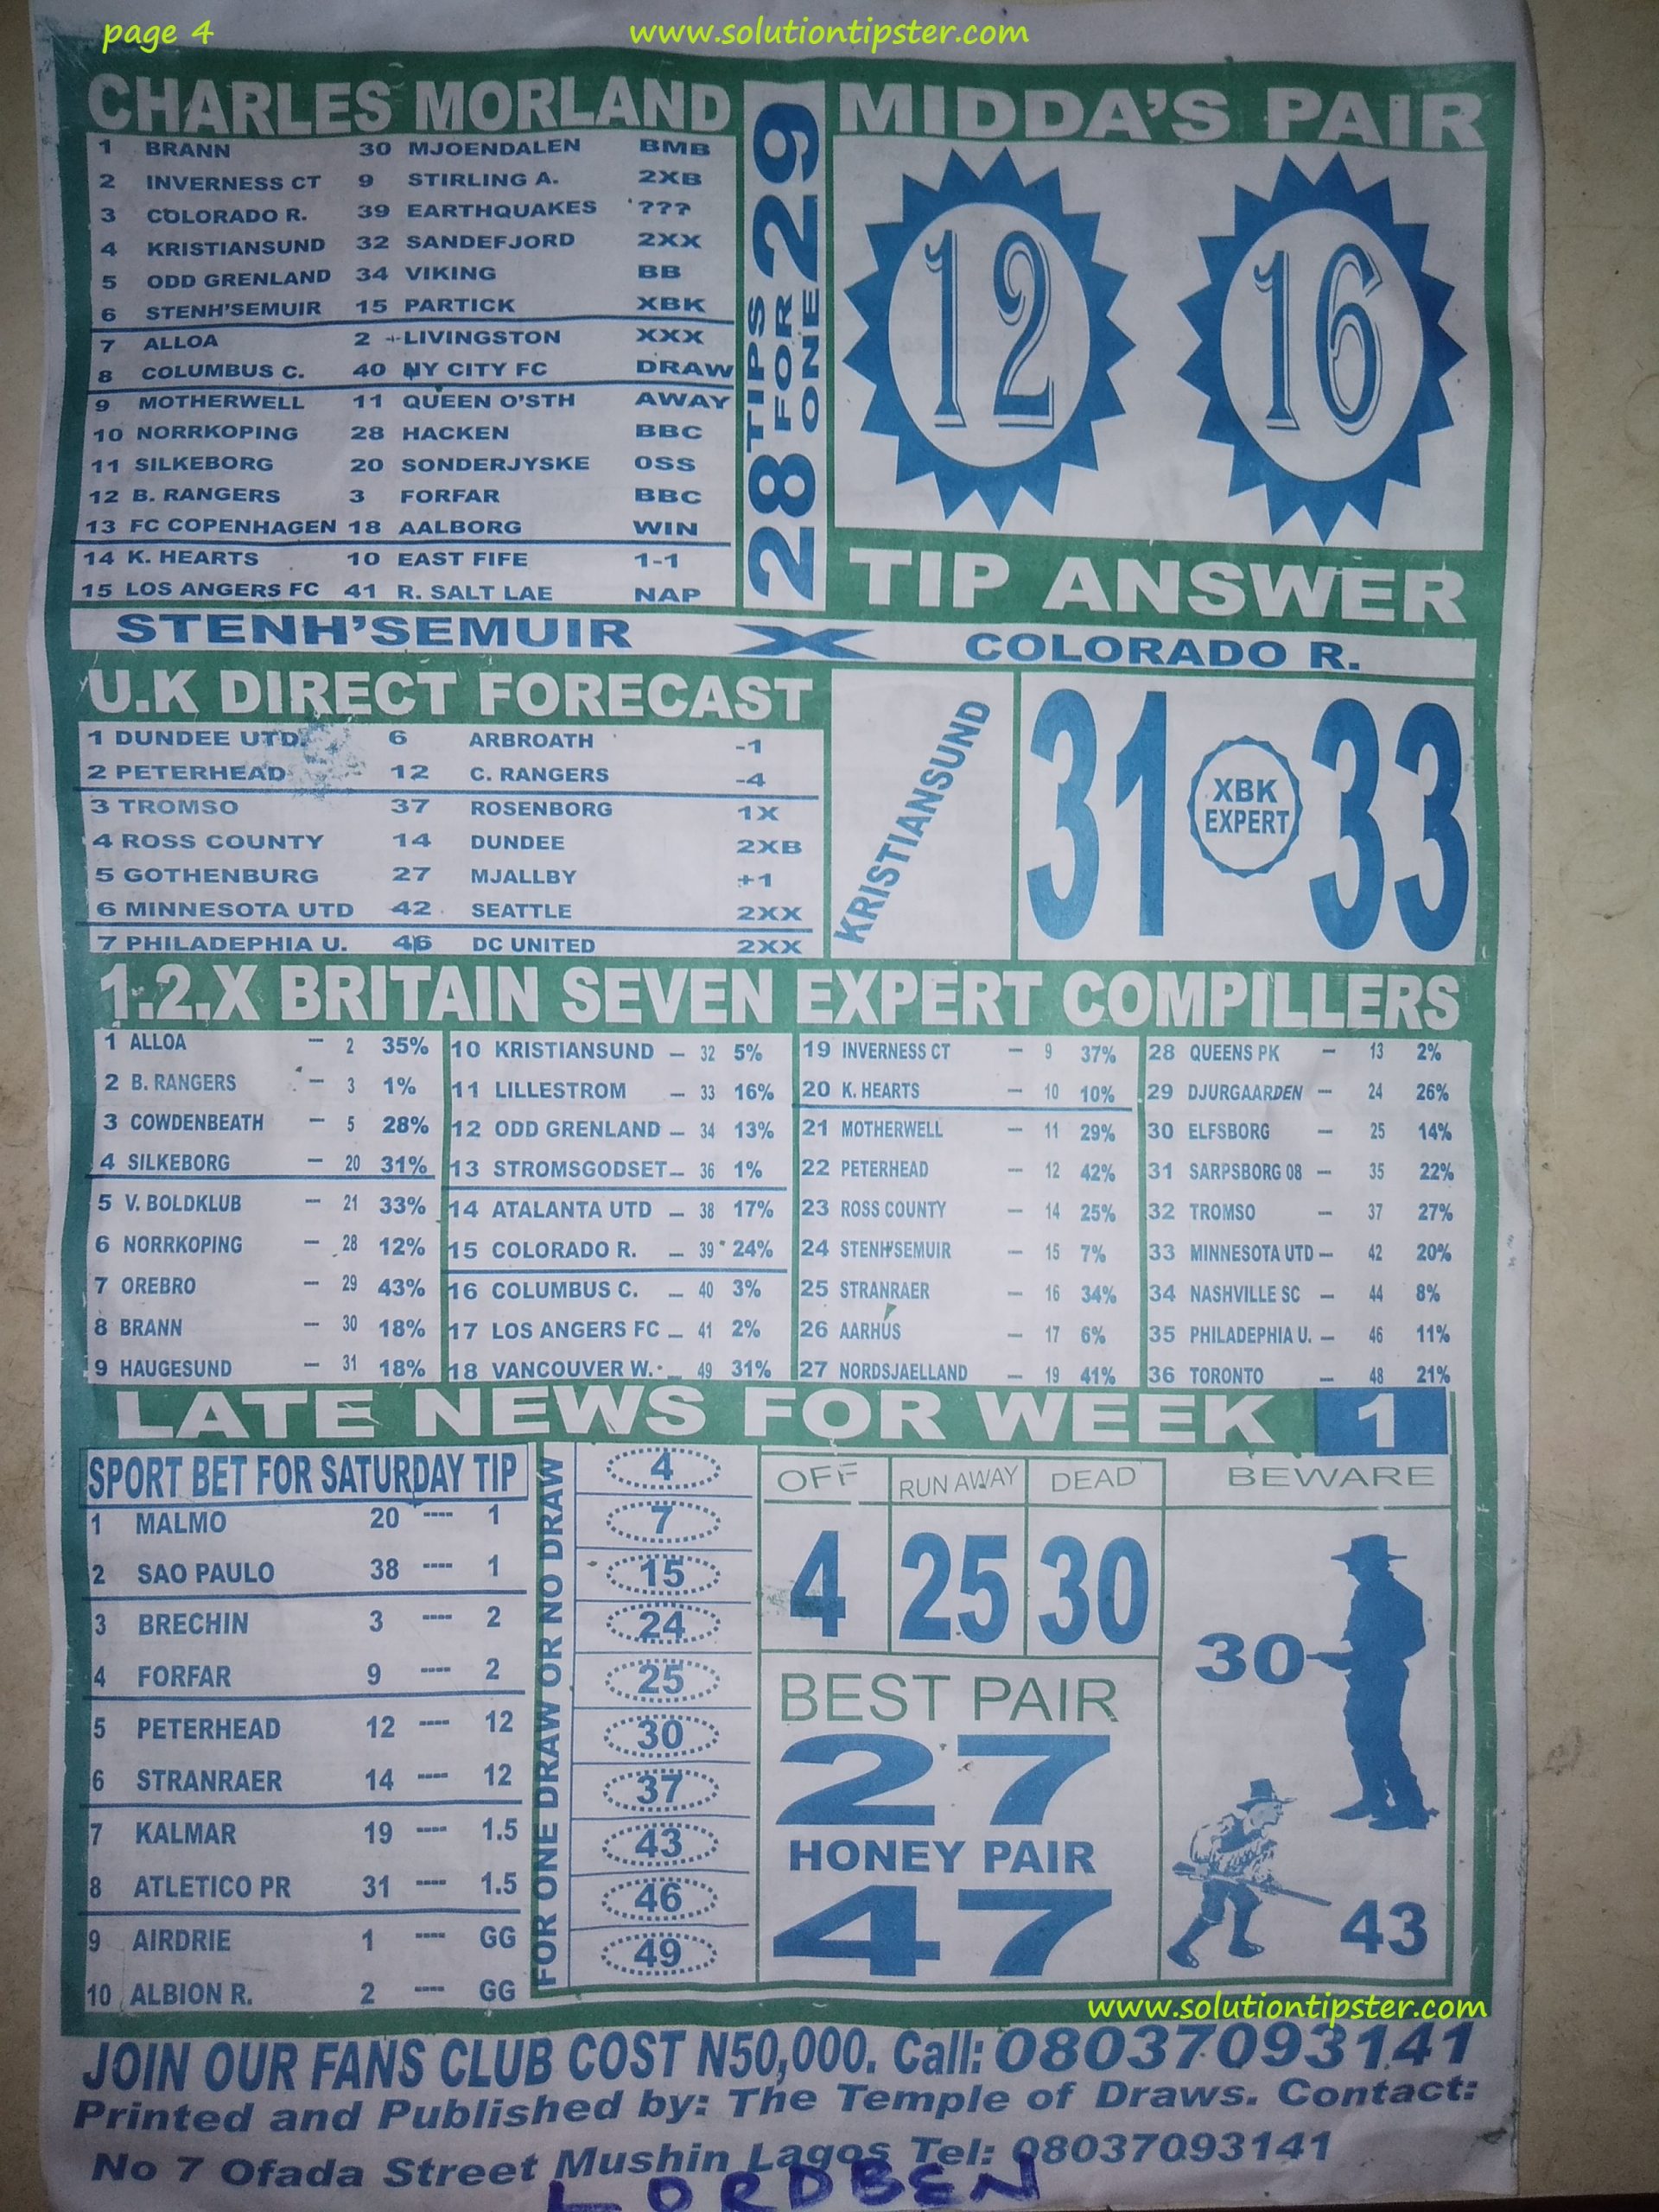 page 4
www.solutiontipster.com
CHARLES MORLAND
1 BRANN 30 MJOENDALEN BMB
2 INVERNESS CT 9 STIRLING A. 2XB
3 COLORADO R. 39 EARTHQUAKES ???
4 KRISTIANSUND 32 SANDEFJORD 2XX
5 ODD GRENLAND 34 VIKING BB
6 STENH'SEMUIR 15 PARTICK XBK
7 ALLOA 2 LIVINGSTON XXX
8 COLUMBUS C. 40 NY CITY FC DRAW
9 MOTHERWELL 11 QUEEN O'STH AWAY
10 NORRKOPING 28 HACKEN BBC
11 SILKEBORG 20 SONDERJYSKE OSS
12 B. RANGERS 3 FORFAR BBC
13 FC COPENHAGEN 18 AALBORG WIN
14 K. HEARTS 10 EAST FIFE 1-1
15 LOS ANGERS FC 41 R. SALT LAE NAP
28 TIPS FOR ONE 29
MIDDA'S PAIR
12 16
TIP ANSWER
STENH'SEMUIR X COLORADO R.
U.K DIRECT FORECAST
1 DUNDEE UTD. 6 ARBROATH -1
2 PETERHEAD 12 C. RANGERS -4
3 TROMSO 37 ROSENBORG 1X
4 ROSS COUNTY 14 DUNDEE 2XB
5 GOTHENBURG 27 MJALLBY +1
6 MINNESOTA UTD 42 SEATTLE 2XX
7 PHILADEPHIA U. 46 DC UNITED 2XX
KRISTIANSUND
31 XBK EXPERT 33
1.2.X BRITAIN SEVEN EXPERT COMPILLERS
1 ALLOA – 2 35%
2 B. RANGERS – 3 1%
3 COWDENBEATH – 5 28%
4 SILKEBORG – 20 31%
5 V. BOLDKLUB – 21 33%
6 NORRKOPING – 28 12%
7 OREBRO – 29 43%
8 BRANN – 30 18%
9 HAUGESUND – 31 18%
10 KRISTIANSUND – 32 5%
11 LILLESTROM – 33 16%
12 ODD GRENLAND – 34 13%
13 STROMSGODSET – 36 1%
14 ATALANTA UTD – 38 17%
15 COLORADO R. – 39 24%
16 COLUMBUS C. – 40 3%
17 LOS ANGERS FC – 41 2%
18 VANCOUVER W. – 49 31%
19 INVERNESS CT – 9 37%
20 K. HEARTS – 10 10%
21 MOTHERWELL – 11 29%
22 PETERHEAD – 12 42%
23 ROSS COUNTY – 14 25%
24 STENH'SEMUIR – 15 7%
25 STRANRAER – 16 34%
26 AARHUS – 17 6%
27 NORDSJAELLAND – 19 41%
28 QUEENS PK – 13 2%
29 DJURGAARDEN – 24 26%
30 ELFSBORG – 25 14%
31 SARPSBORG 08 – 35 22%
32 TROMSO – 37 27%
33 MINNESOTA UTD – 42 20%
34 NASHVILLE SC – 44 8%
35 PHILADEPHIA U. – 46 11%
36 TORONTO – 48 21%
LATE NEWS FOR WEEK 1
SPORT BET FOR SATURDAY TIP
1 MALMO 20 ---- 1
2 SAO PAULO 38 ---- 1
3 BRECHIN 3 ---- 2
4 FORFAR 9 ---- 2
5 PETERHEAD 12 ---- 12
6 STRANRAER 14 ---- 12
7 KALMAR 19 ---- 1.5
8 ATLETICO PR 31 ---- 1.5
9 AIRDRIE 1 ---- GG
10 ALBION R. 2 ---- GG
FOR ONE DRAW OR NO DRAW
4
7
15
24
25
30
37
43
46
49
OFF RUN AWAY DEAD
4 25 30
BEST PAIR
27
HONEY PAIR
47
BEWARE
30
43
www.solutiontipster.com
JOIN OUR FANS CLUB COST N50,000. Call: 08037093141
Printed and Published by: The Temple of Draws. Contact:
No 7 Ofada Street Mushin Lagos Tel: 08037093141
LORDBEN